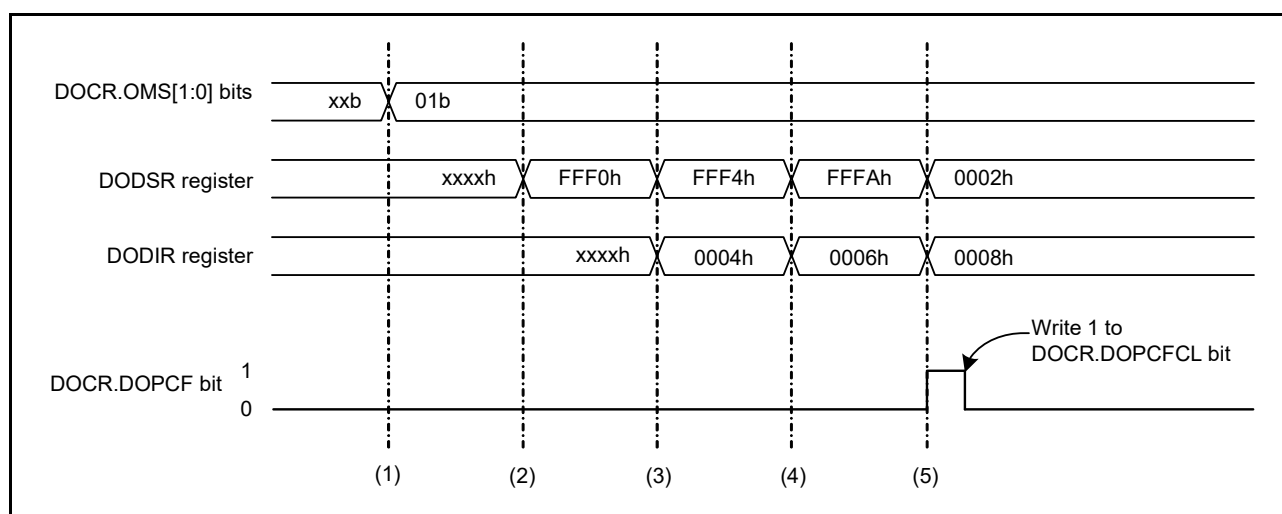 DOCR.OMS[1:0] bits
xxb
01b
DODSR register
xxxxh
FFF0h
FFF4h
FFFAh
0002h
DODIR register
xxxxh
0004h
0006h
0008h
Write 1 to
DOCR.DOPCFCL bit
DOCR.DOPCF bit
1
0
(1)
(2)
(3)
(4)
(5)